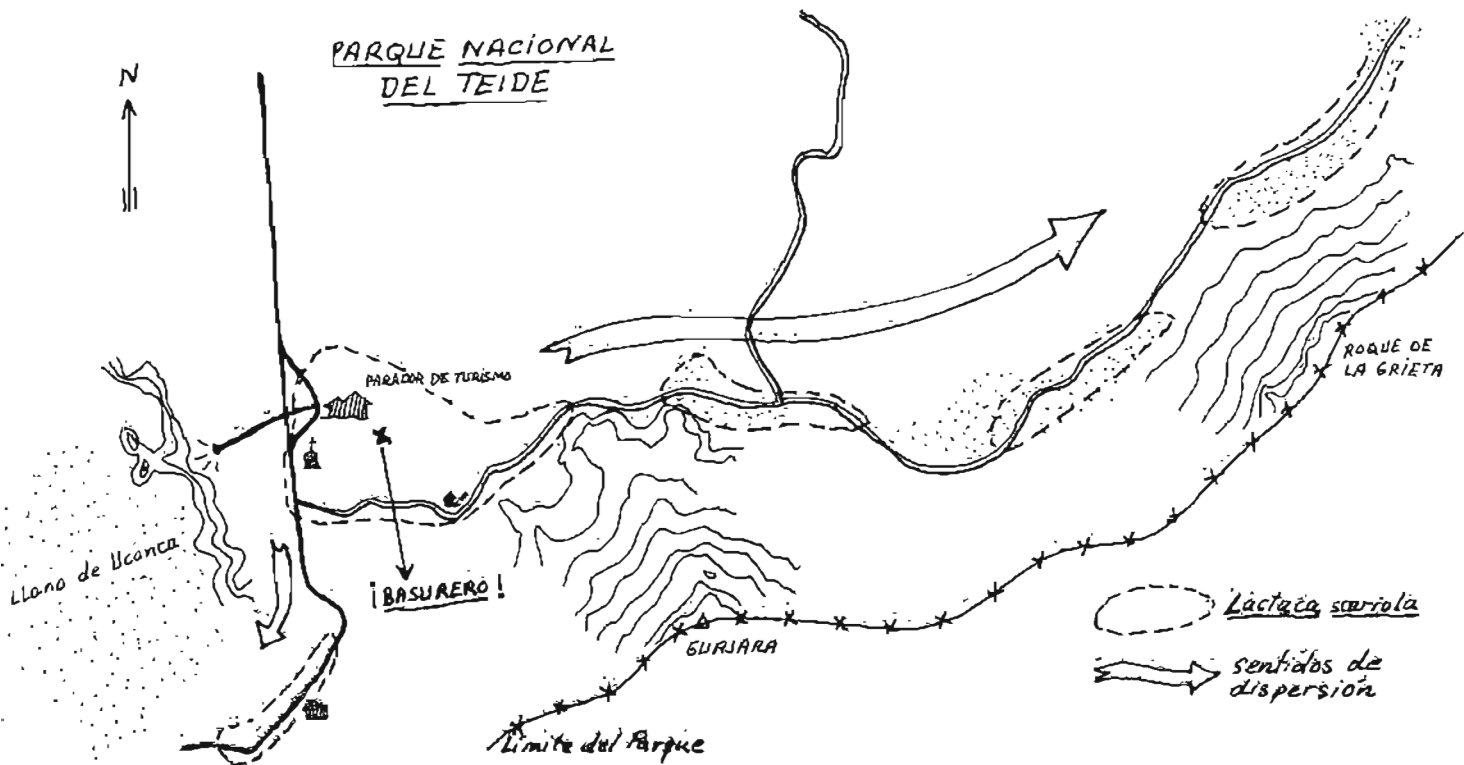 PARQUE NACIONAL
DEL TEIDE
N
PARADOR DE TURISMO
ROQUE DE
LA GRIETA
Llano de Ucanca
¡BASURERO!
GUAJARA
Lactuca scariola
sentidos de
dispersión
Límite del Parque